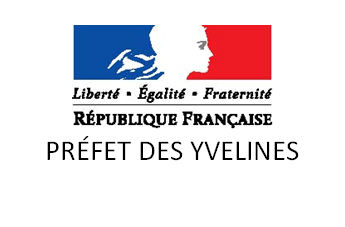 Liberté • Égalité • Fraternité
RÉPUBLIQUE FRANÇAISE
PRÉFET DES YVELINES